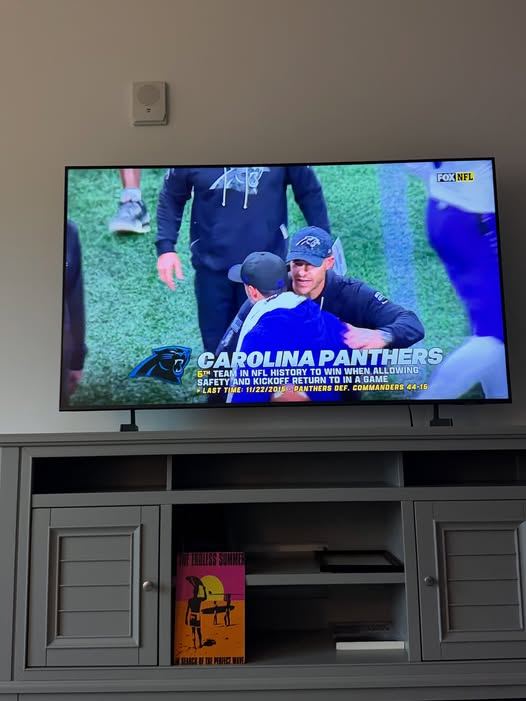 FOX NFL
CAROLINA PANTHERS
6TH TEAM IN NFL HISTORY TO WIN WHEN ALLOWING
SAFETY AND KICKOFF RETURN TD IN A GAME
LAST TIME: 11/22/2015 - PANTHERS DEF. COMMANDERS 44-16
THE ENDLESS SUMMER
IN SEARCH OF THE PERFECT WAVE